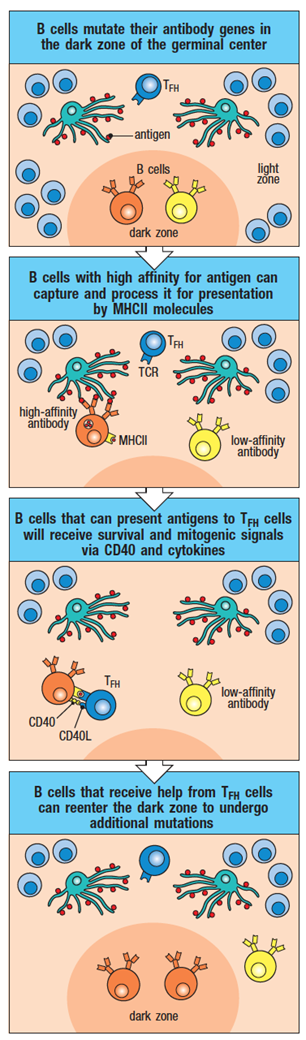 B cells mutate their antibody genes in
the dark zone of the germinal center
TFH
antigen
B cells
light
zone
dark zone
B cells with high affinity for antigen can
capture and process it for presentation
by MHCII molecules
TFH
TCR
high-affinity
antibody
MHCII
low-affinity
antibody
B cells that can present antigens to TFH cells
will receive survival and mitogenic signals
via CD40 and cytokines
TFH
CD40
CD40L
low-affinity
antibody
B cells that receive help from TFH cells
can reenter the dark zone to undergo
additional mutations
dark zone